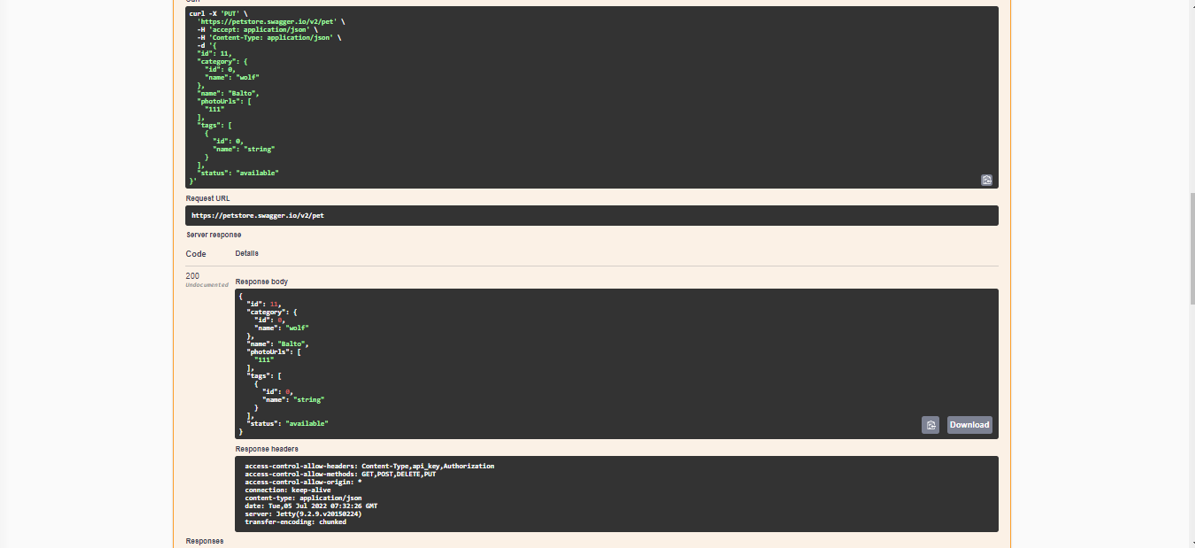 Curl
curl -X 'PUT' \
'https://petstore.swagger.io/v2/pet' \
-H 'accept: application/json' \
-H 'Content-Type: application/json' \
-d '{
"id": 11,
"category": {
"id": 0,
"name": "wolf"
},
"name": "Balto",
"photoUrls": [
"111"
],
"tags": [
{
"id": 0,
"name": "string"
}
],
"status": "available"
}'
Request URL
https://petstore.swagger.io/v2/pet
Server response
Code Details
200
Undocumented
Response body
{
"id": 11,
"category": {
"id": 0,
"name": "wolf"
},
"name": "Balto",
"photoUrls": [
"111"
],
"tags": [
{
"id": 0,
"name": "string"
}
],
"status": "available"
}
Download
Response headers
access-control-allow-headers: Content-Type,api_key,Authorization
access-control-allow-methods: GET,POST,DELETE,PUT
access-control-allow-origin: *
connection: keep-alive
content-type: application/json
date: Tue,05 Jul 2022 07:32:26 GMT
server: Jetty(9.2.9.v20150224)
transfer-encoding: chunked
Responses